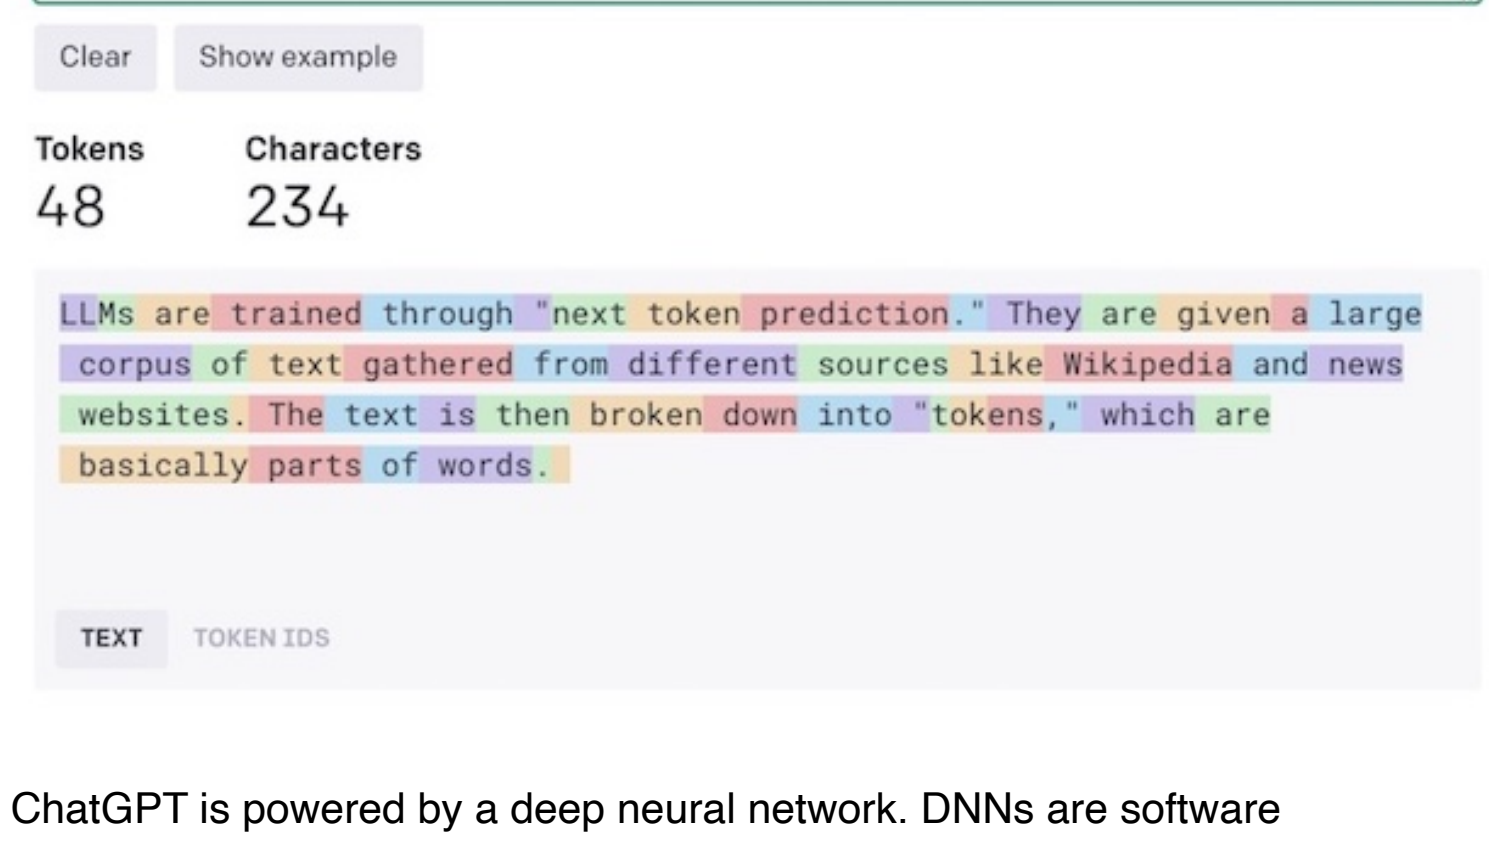 Clear Show example
Tokens Characters
48 234
LLMs are trained through "next token prediction." They are given a large
corpus of text gathered from different sources like Wikipedia and news
websites. The text is then broken down into "tokens," which are
basically parts of words.
TEXT TOKEN IDS
ChatGPT is powered by a deep neural network. DNNs are software